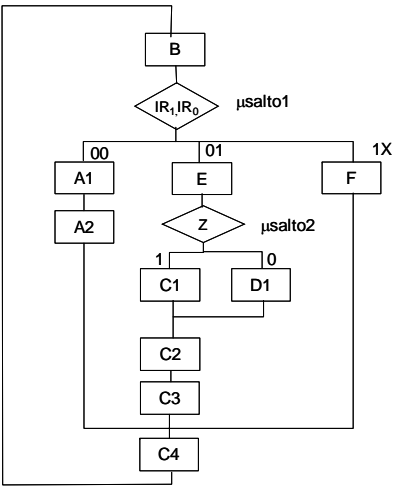 B
IR1,IR0
μsalto1
00
01
1X
A1
E
F
A2
Z
μsalto2
1
0
C1
D1
C2
C3
C4